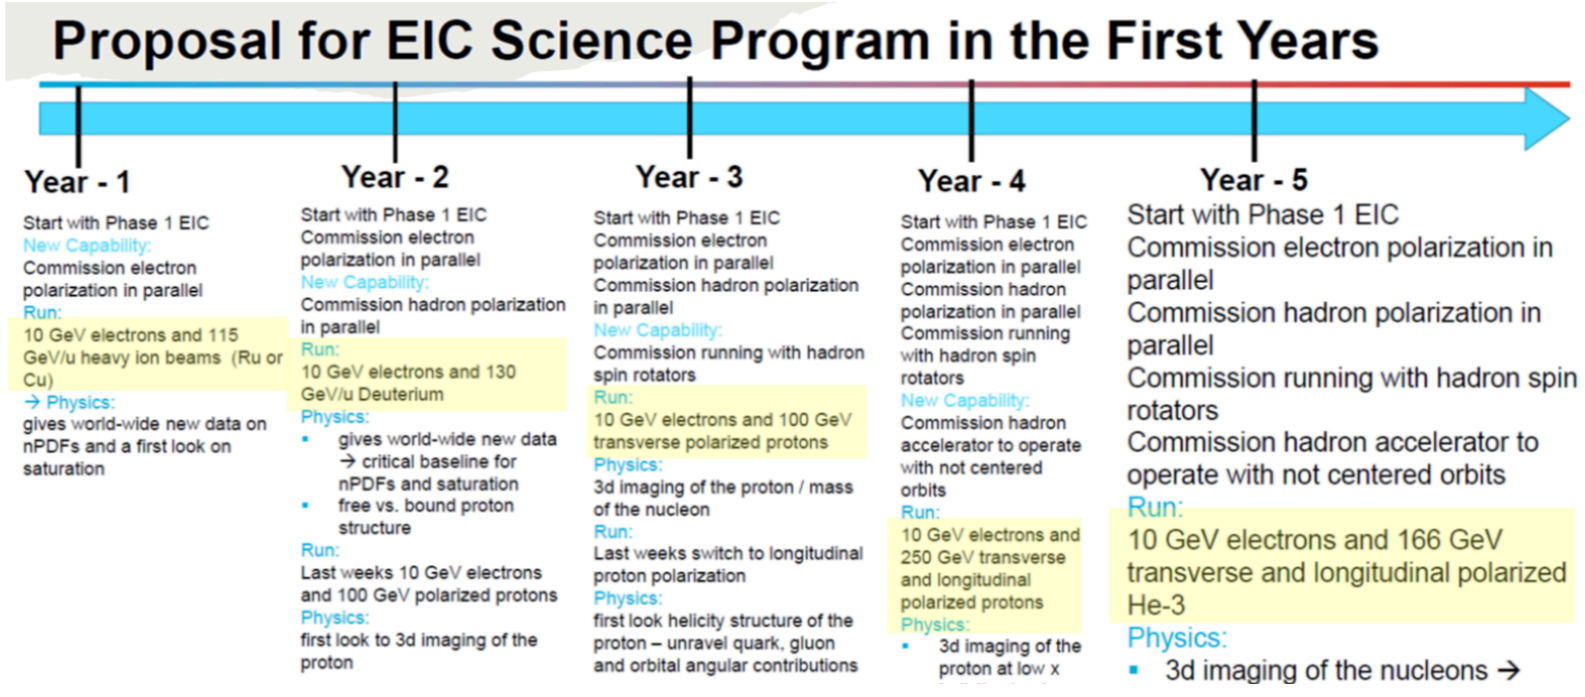 Proposal for EIC Science Program in the First Years
Year - 1
Start with Phase 1 EIC
New Capability:
Commission electron
polarization in parallel
Run:
10 GeV electrons and 115
GeV/u heavy ion beams (Ru or
Cu)
→ Physics:
gives world-wide new data on
nPDFs and a first look on
saturation
Year - 2
Start with Phase 1 EIC
Commission electron
polarization in parallel
New Capability:
Commission hadron polarization
in parallel
Run:
10 GeV electrons and 130
GeV/u Deuterium
Physics:
▪ gives world-wide new data
→ critical baseline for
nPDFs and saturation
▪ free vs. bound proton
structure
Run:
Last weeks 10 GeV electrons
and 100 GeV polarized protons
Physics:
first look to 3d imaging of the
proton
Year - 3
Start with Phase 1 EIC
Commission electron
polarization in parallel
Commission hadron polarization
in parallel
New Capability:
Commission running with hadron
spin rotators
Run:
10 GeV electrons and 100 GeV
transverse polarized protons
Physics:
3d imaging of the proton / mass
of the nucleon
Run:
Last weeks switch to longitudinal
proton polarization
Physics:
first look helicity structure of the
proton – unravel quark, gluon
and orbital angular contributions
Year - 4
Start with Phase 1 EIC
Commission electron
polarization in parallel
Commission hadron
polarization in parallel
Commission running
with hadron spin
rotators
New Capability:
Commission hadron
accelerator to operate
with not centered
orbits
Run:
10 GeV electrons and
250 GeV transverse
and longitudinal
polarized protons
Physics:
▪ 3d imaging of the
proton at low x
Year - 5
Start with Phase 1 EIC
Commission electron polarization in
parallel
Commission hadron polarization in
parallel
Commission running with hadron spin
rotators
Commission hadron accelerator to
operate with not centered orbits
Run:
10 GeV electrons and 166 GeV
transverse and longitudinal polarized
He-3
Physics:
▪ 3d imaging of the nucleons →